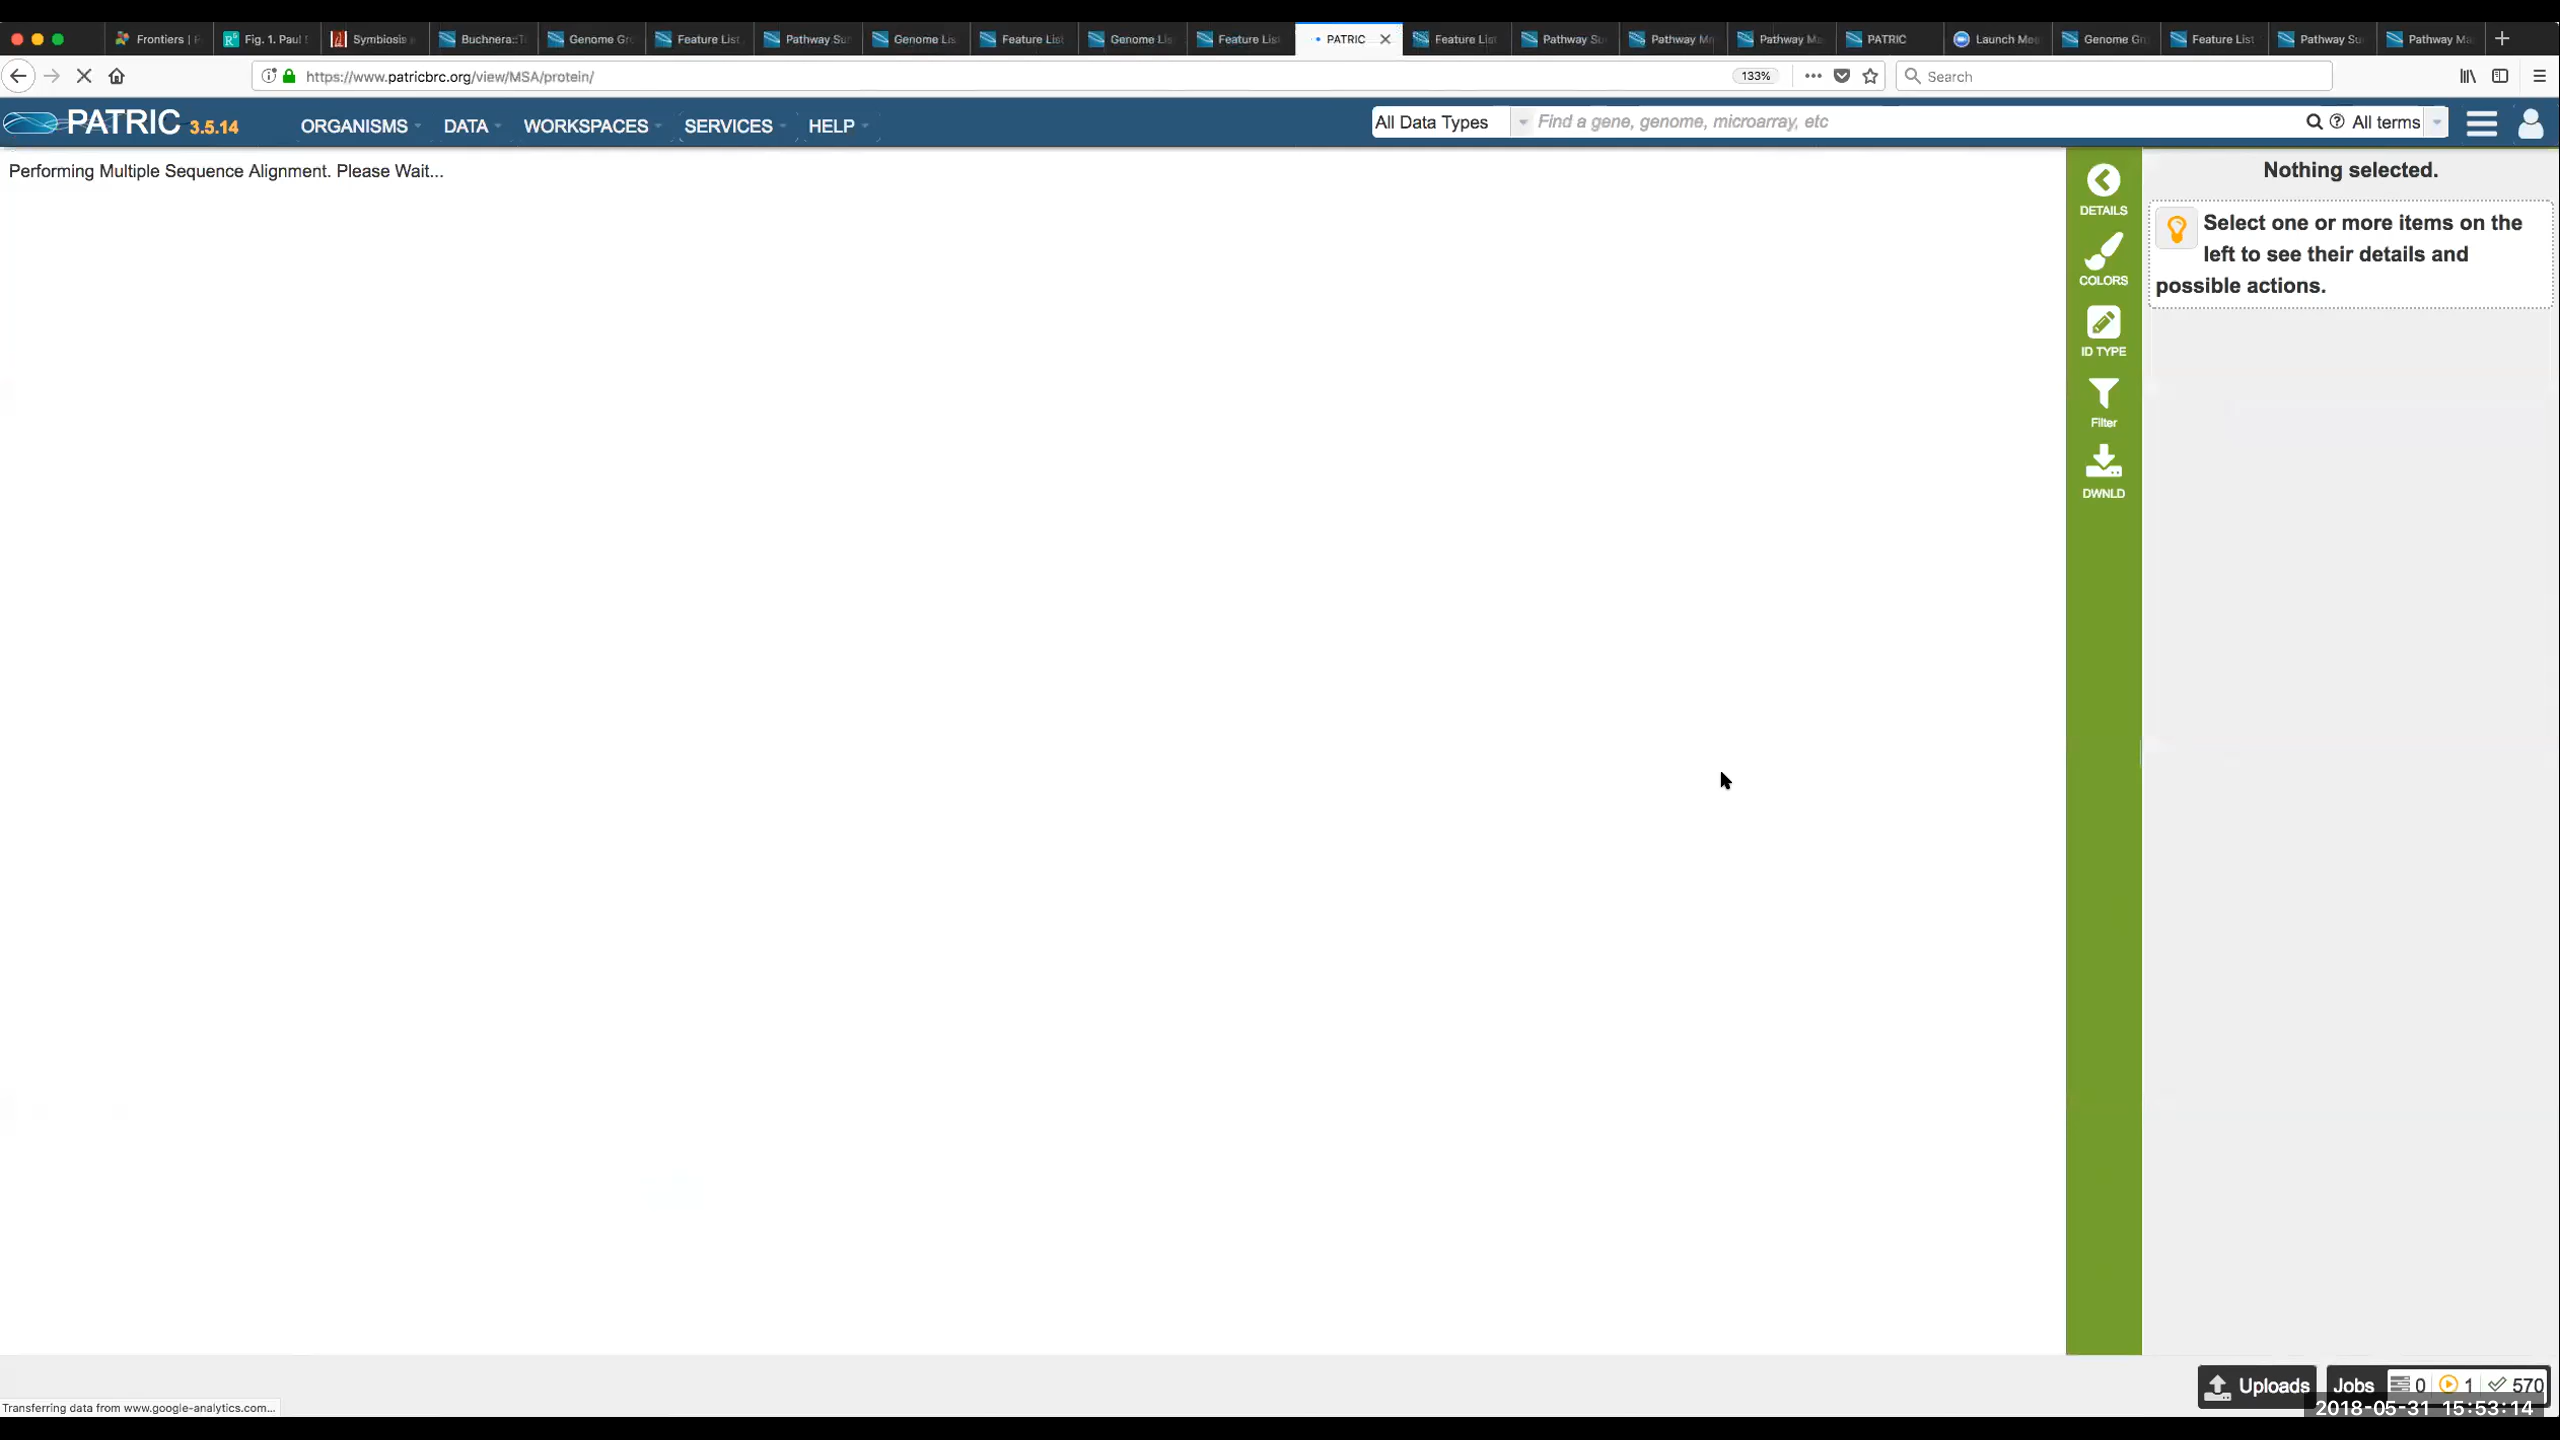 Frontiers |
Fig. 1. Paul
Symbiosis
Buchnera::T
Genome Gr
Feature List
Pathway Su
Genome Lis
Feature List
Genome Lis
Feature List
PATRIC
Feature List
Pathway Su
Pathway Ma
Pathway Ma
PATRIC
Launch Mee
Genome Gr
Feature List
Pathway Su
Pathway Ma
https://www.patricbrc.org/view/MSA/protein/
133%
Search
PATRIC 3.5.14
ORGANISMS
DATA
WORKSPACES
SERVICES
HELP
All Data Types
Find a gene, genome, microarray, etc
All terms
Performing Multiple Sequence Alignment. Please Wait...
DETAILS
COLORS
ID TYPE
Filter
DWNLD
Nothing selected.
Select one or more items on the
left to see their details and
possible actions.
Transferring data from www.google-analytics.com...
Uploads
Jobs 0 1 570
2018-05-31 15:53:14